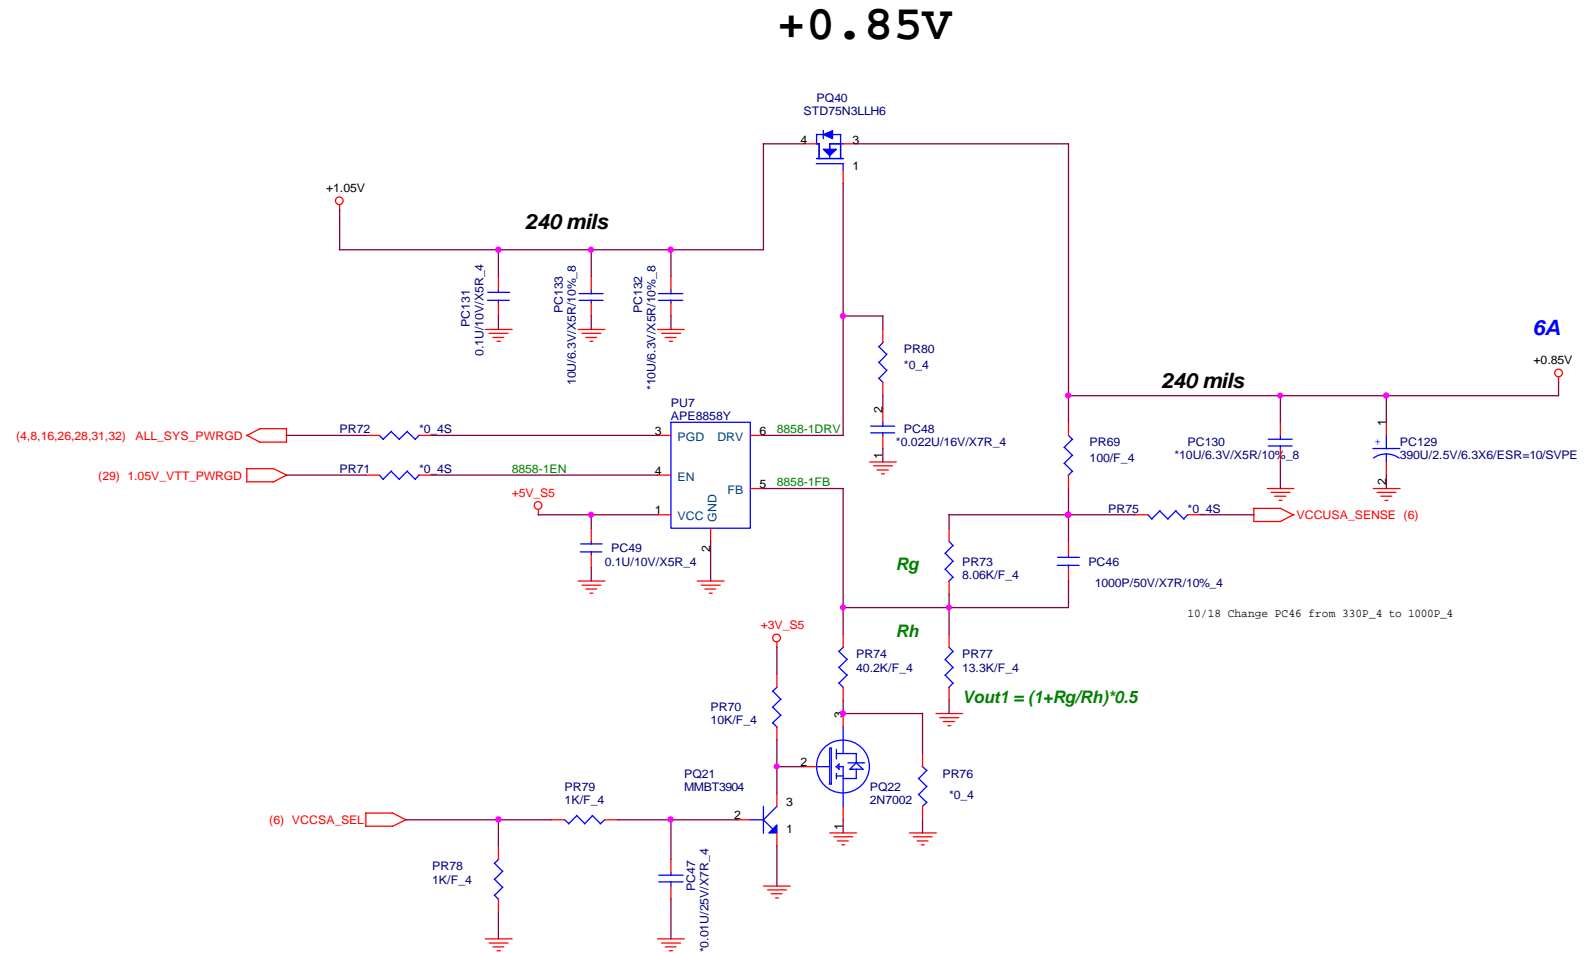 +0.85V
PQ40
STD75N3LLH6
4
3
1
+1.05V
240 mils
PC131
0.1U/10V/X5R_4
PC133
10U/6.3V/X5R/10%_8
PC132
*10U/6.3V/X5R/10%_8
6A
+0.85V
240 mils
PR80
*0_4
2
PC48
*0.022U/16V/X7R_4
1
PU7
APE8858Y
(4,8,16,26,28,31,32) ALL_SYS_PWRGD
PR72
*0_4S
3
PGD
DRV
6
8858-1DRV
(29) 1.05V_VTT_PWRGD
PR71
*0_4S
8858-1EN
4
EN
FB
5
8858-1FB
+5V_S5
1
VCC
GND
2
PC49
0.1U/10V/X5R_4
PR69
100/F_4
PC130
*10U/6.3V/X5R/10%_8
1
+
PC129
390U/2.5V/6.3X6/ESR=10/SVPE
2
PR75
*0_4S
VCCUSA_SENSE (6)
Rg
PR73
8.06K/F_4
PC46
1000P/50V/X7R/10%_4
10/18 Change PC46 from 330P_4 to 1000P_4
Rh
+3V_S5
PR74
40.2K/F_4
PR77
13.3K/F_4
Vout1 = (1+Rg/Rh)*0.5
PR70
10K/F_4
3
2
PQ22
2N7002
1
PR76
*0_4
PQ21
MMBT3904
3
2
1
PR79
1K/F_4
(6) VCCSA_SEL
PR78
1K/F_4
PC47
*0.01U/25V/X7R_4